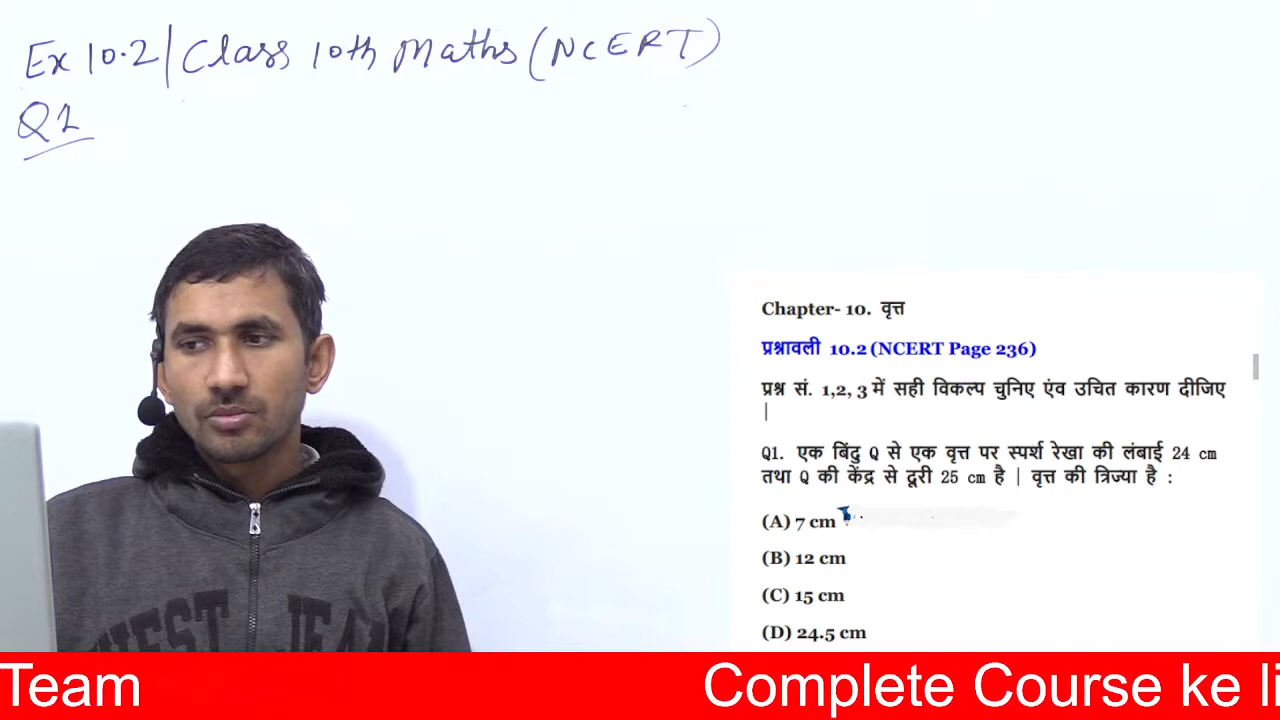 Ex 10.2 | Class 10th Maths (NCERT)
Q1
Chapter- 10. वृत्त
प्रश्नावली 10.2 (NCERT Page 236)
प्रश्न सं. 1,2, 3 में सही विकल्प चुनिए एंव उचित कारण दीजिए
|
Q1. एक बिंदु Q से एक वृत्त पर स्पर्श रेखा की लंबाई 24 cm
तथा Q की केंद्र से दूरी 25 cm है | वृत्त की त्रिज्या है :
(A) 7 cm
(B) 12 cm
(C) 15 cm
(D) 24.5 cm
WEST JEA
Team Complete Course ke li